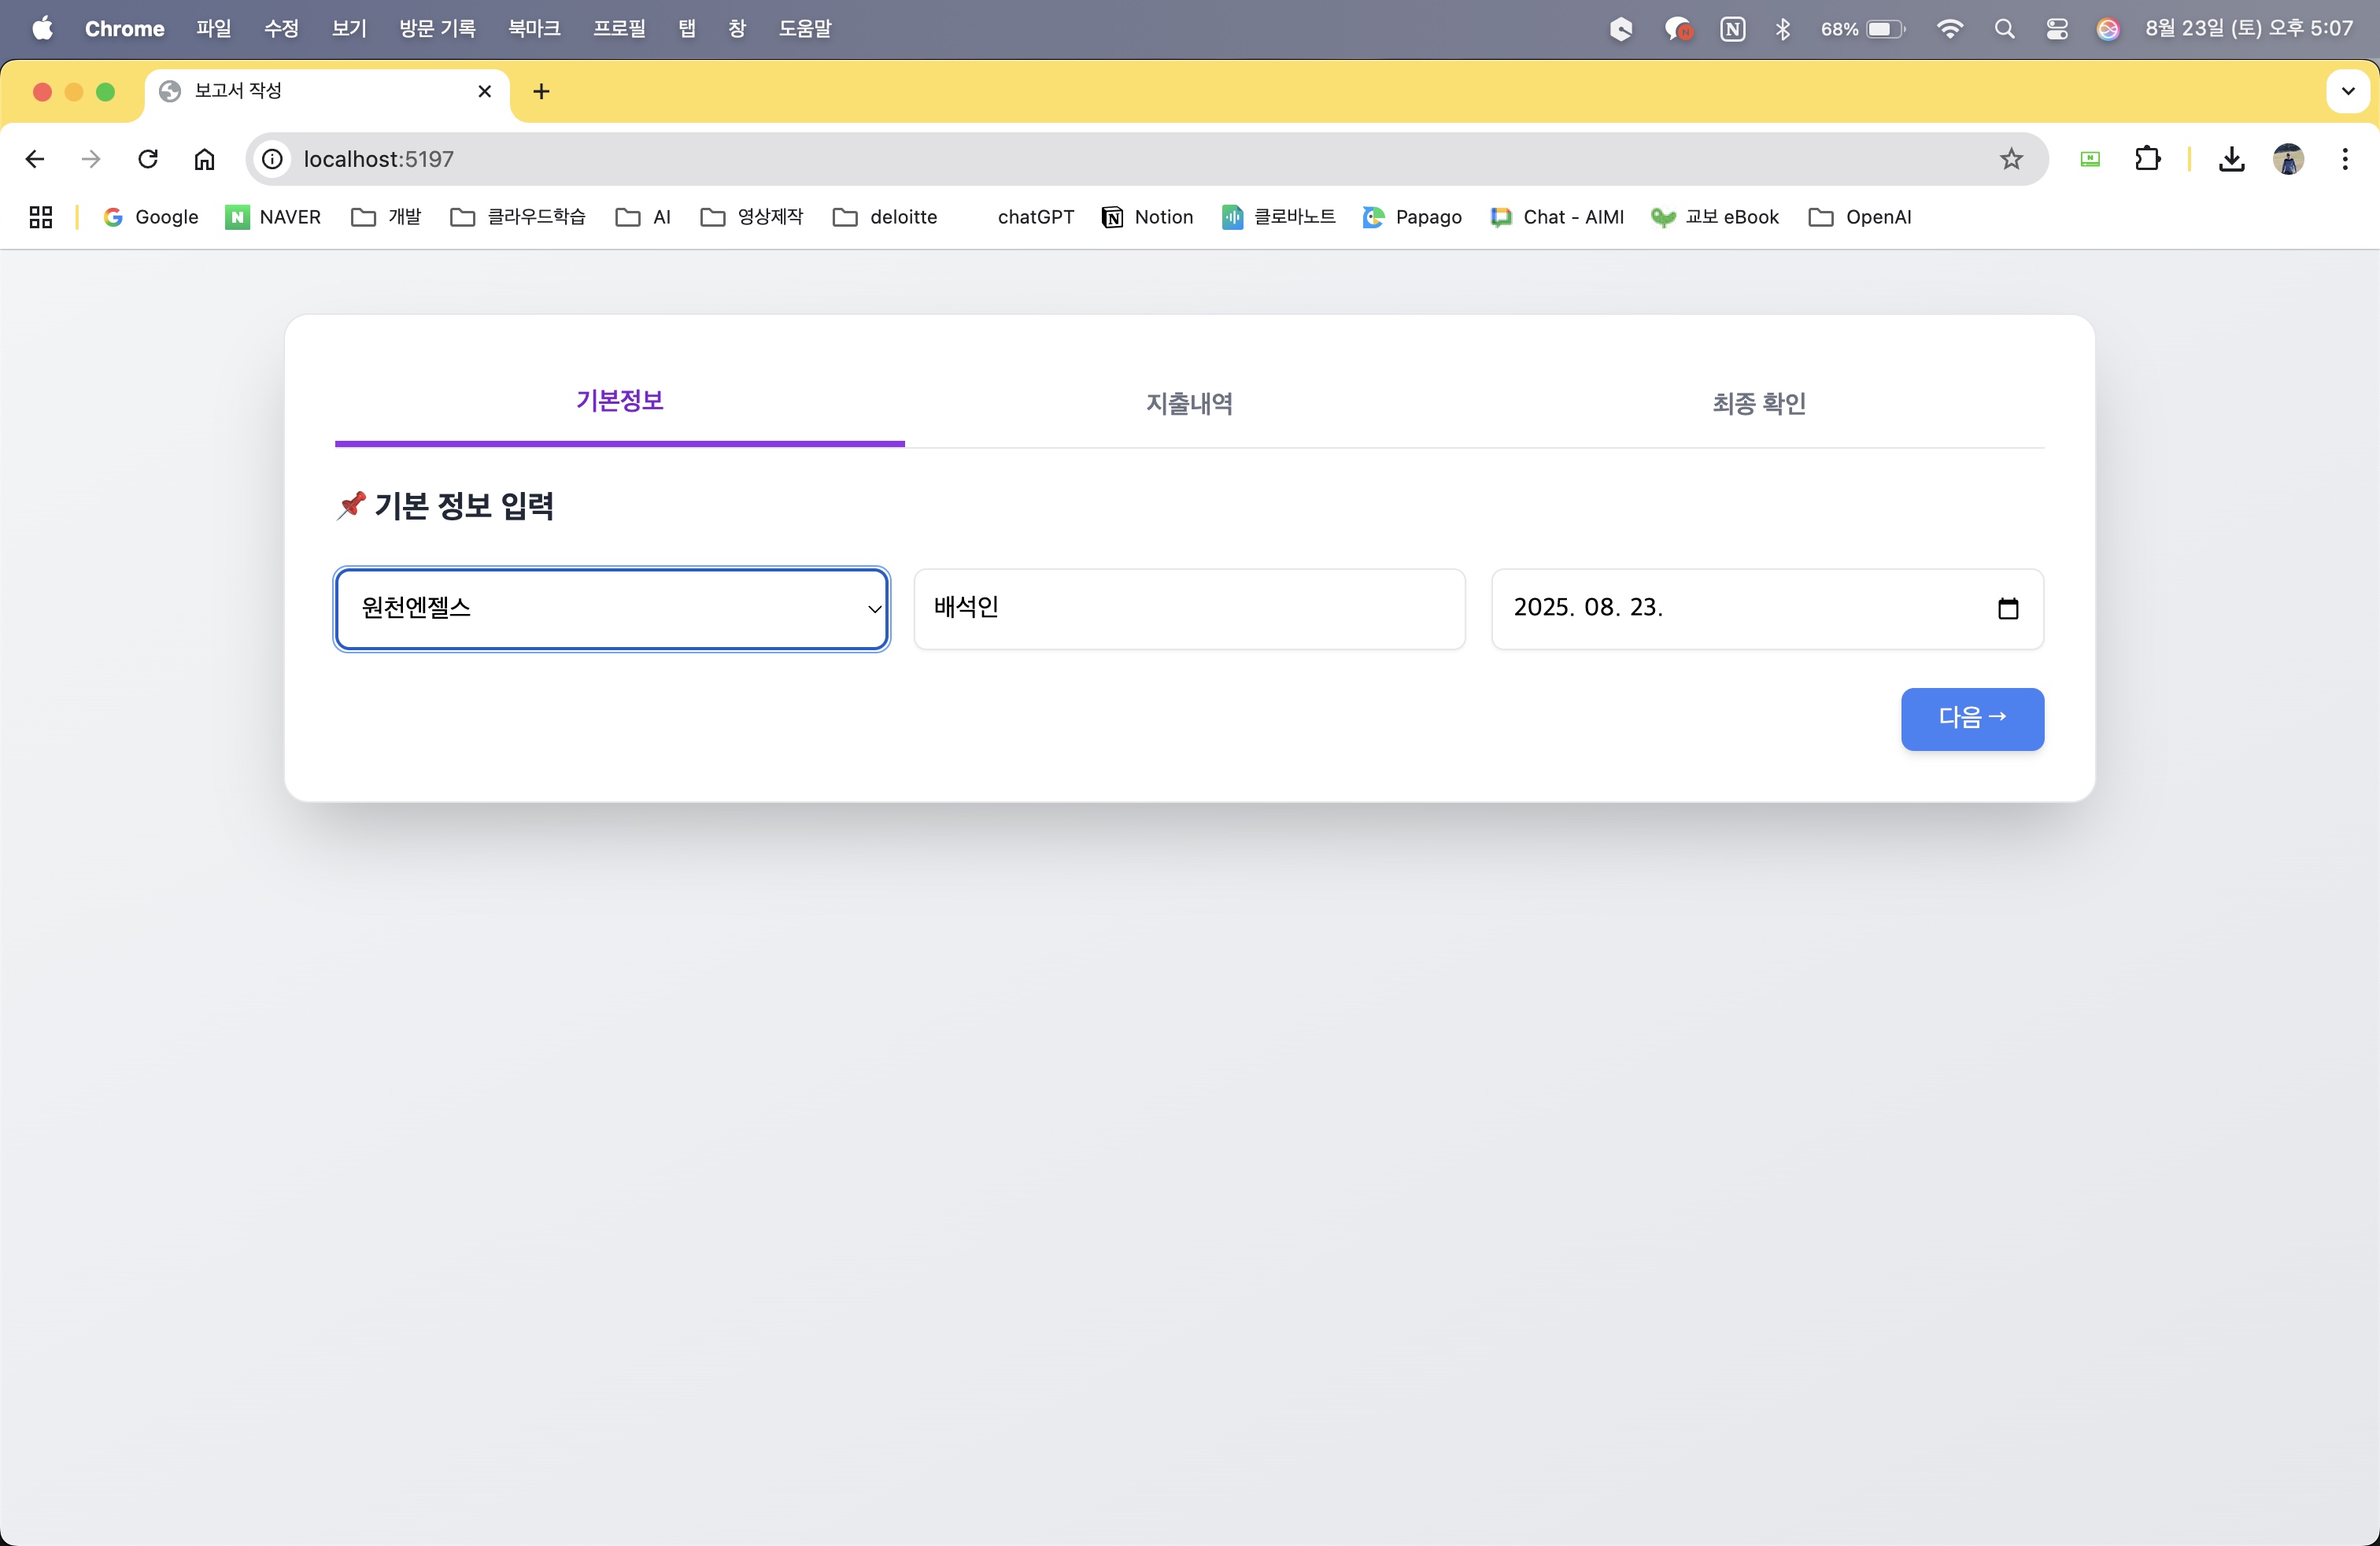 Chrome 파일 수정 보기 방문 기록 북마크 프로필 탭 창 도움말 68% 8월 23일 (토) 오후 5:07
보고서 작성
localhost:5197
Google NAVER 개발 클라우드학습 AI 영상제작 deloitte chatGPT Notion 클로바노트 Papago Chat - AIMI 교보 eBook OpenAI
기본정보 지출내역 최종 확인
📌 기본 정보 입력
원천엔젤스 배석인 2025. 08. 23.
다음 →